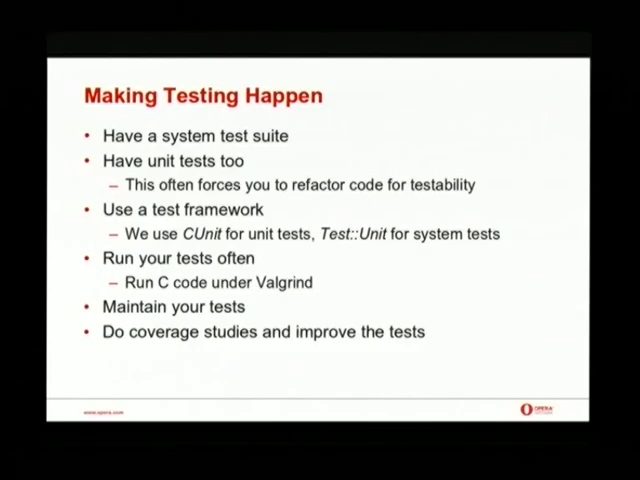 Making Testing Happen
• Have a system test suite
• Have unit tests too
– This often forces you to refactor code for testability
• Use a test framework
– We use CUnit for unit tests, Test::Unit for system tests
• Run your tests often
– Run C code under Valgrind
• Maintain your tests
• Do coverage studies and improve the tests
www.opera.com
OPERA